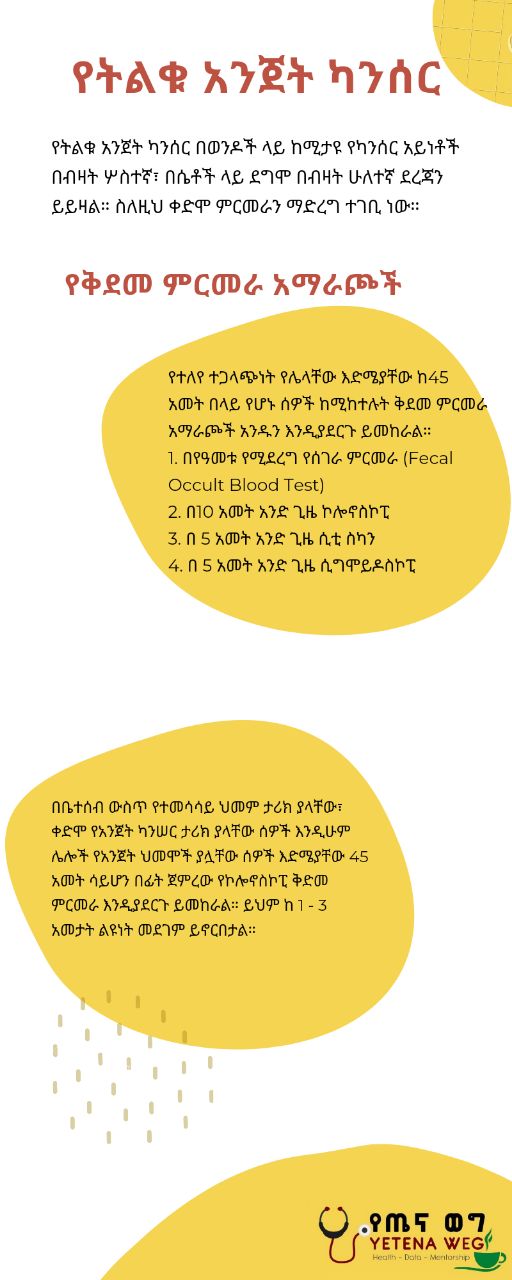 የትልቁ አንጀት ካንሰር
የትልቁ አንጀት ካንሰር በወንዶች ላይ ከሚታዩ የካንሰር አይነቶች
በብዛት ሦስተኛ፣ በሴቶች ላይ ደግሞ በብዛት ሁለተኛ ደረጃን
ይይዛል። ስለዚህ ቀድሞ ምርመራን ማድረግ ተገቢ ነው።
የቅደመ ምርመራ አማራጮች
የተለየ ተጋላጭነት የሌላቸው እድሜያቸው ከ45
አመት በላይ የሆኑ ሰዎች ከሚከተሉት ቅደመ ምርመራ
አማራጮች አንዱን እንዲያደርጉ ይመከራል።
1. በየዓመቱ የሚደረግ የሰገራ ምርመራ (Fecal
Occult Blood Test)
2. በ10 አመት አንድ ጊዜ ኮሎኖስኮፒ
3. በ 5 አመት አንድ ጊዜ ሲቲ ስካን
4. በ 5 አመት አንድ ጊዜ ሲግሞይዶስኮፒ
በቤተሰብ ውስጥ የተመሳሳይ ህመም ታሪክ ያላቸው፣
ቀድሞ የአንጀት ካንሠር ታሪክ ያላቸው ሰዎች እንዲሁም
ሌሎች የአንጀት ህመሞች ያሏቸው ሰዎች እድሜያቸው 45
አመት ሳይሆን በፊት ጀምረው የኮሎኖስኮፒ ቅድመ
ምርመራ እንዲያደርጉ ይመከራል። ይህም ከ 1 - 3
አመታት ልዩነት መደገም ይኖርበታል።
የጤና ወግ
YETENA WEG
Health - Data - Mentorship